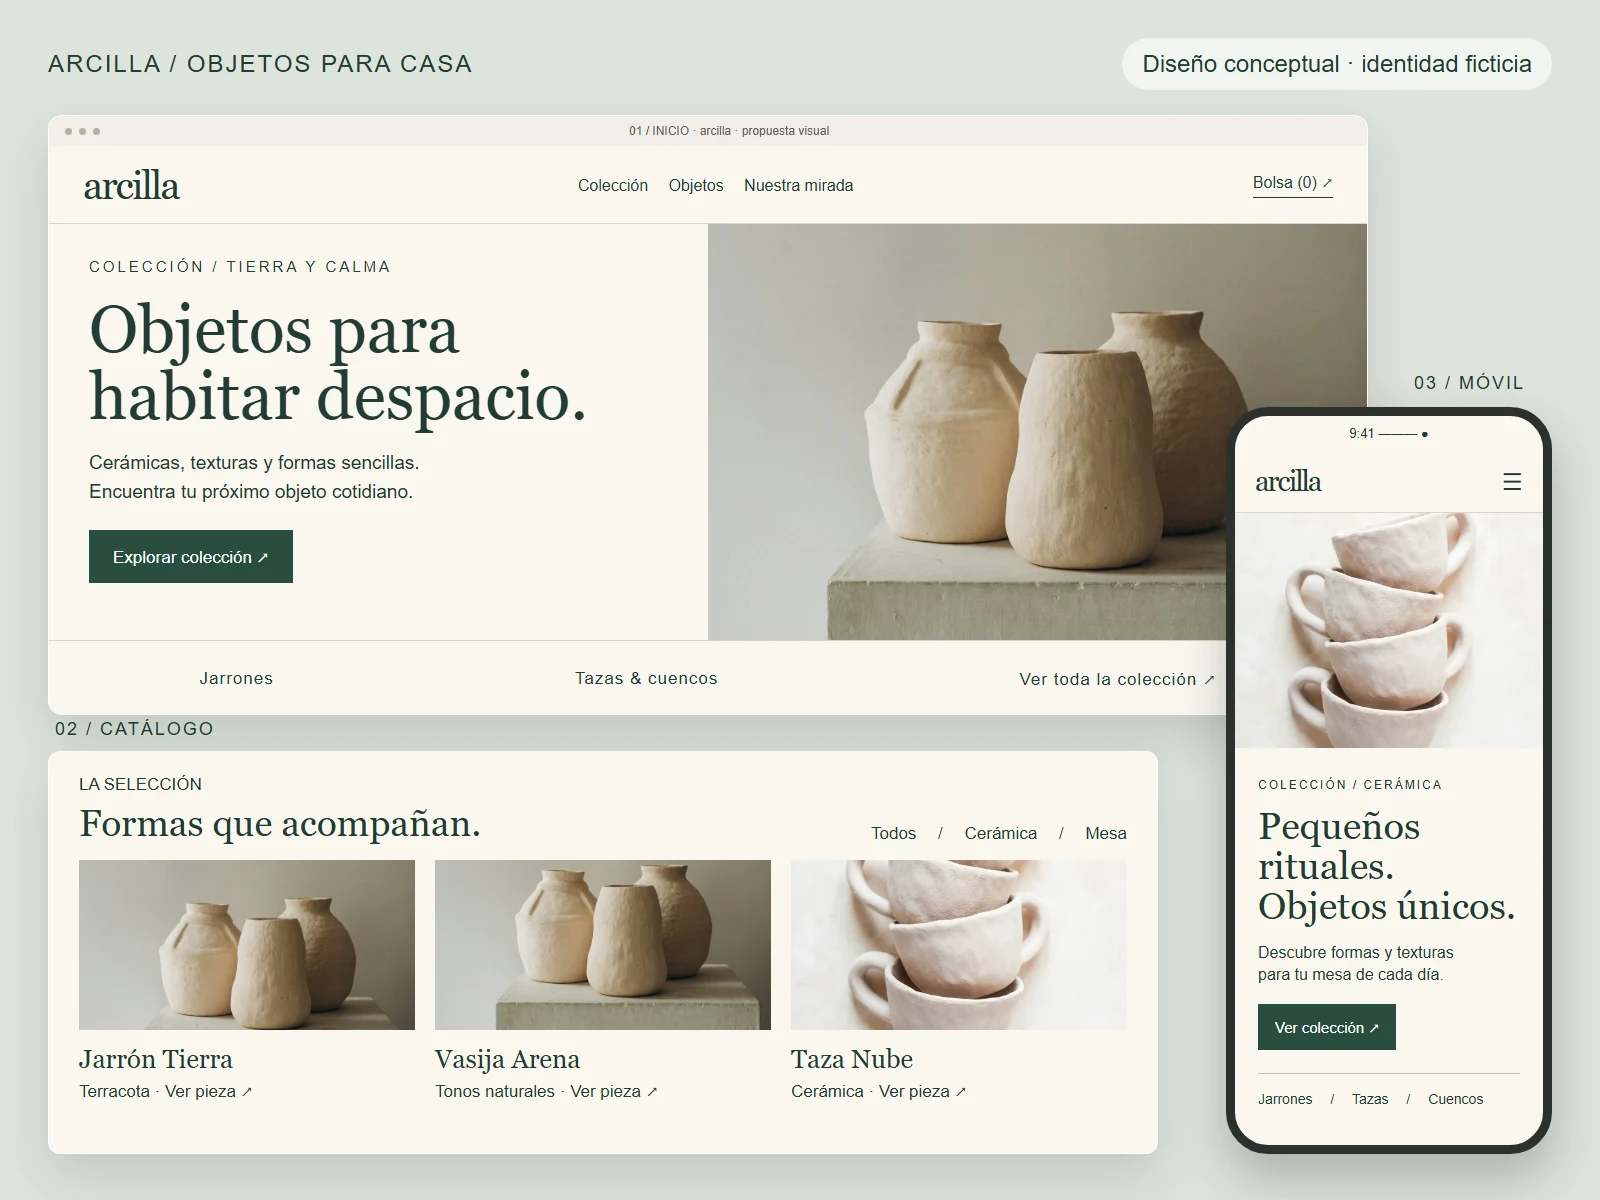 ARCILLA / OBJETOS PARA CASA
Diseño conceptual · identidad ficticia
01 / INICIO · arcilla · propuesta visual
arcilla
Colección Objetos Nuestra mirada
Bolsa (0) ↗
COLECCIÓN / TIERRA Y CALMA
Objetos para
habitar despacio.
Cerámicas, texturas y formas sencillas.
Encuentra tu próximo objeto cotidiano.
Explorar colección ↗
Jarrones
Tazas & cuencos
Ver toda la colección ↗
02 / CATÁLOGO
LA SELECCIÓN
Formas que acompañan.
Todos / Cerámica / Mesa
Jarrón Tierra
Terracota · Ver pieza ↗
Vasija Arena
Tonos naturales · Ver pieza ↗
Taza Nube
Cerámica · Ver pieza ↗
03 / MÓVIL
9:41 ——— ●
arcilla
COLECCIÓN / CERÁMICA
Pequeños
rituales.
Objetos únicos.
Descubre formas y texturas
para tu mesa de cada día.
Ver colección ↗
Jarrones / Tazas / Cuencos